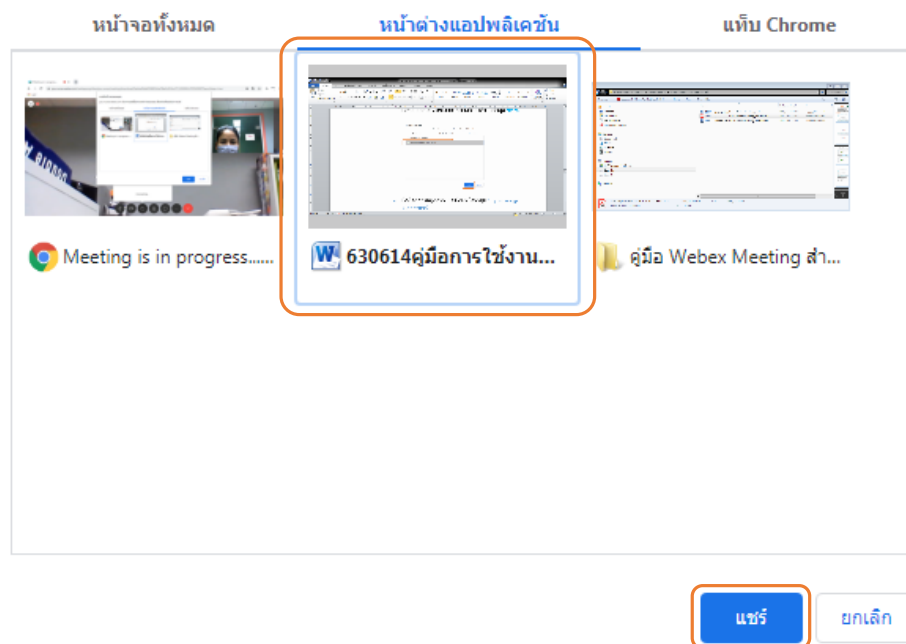 หน้าจอทั้งหมด
หน้าต่างแอปพลิเคชัน
แท็บ Chrome
Meeting is in progress......
630614คู่มือการใช้งาน...
คู่มือ Webex Meeting สำ...
แชร์
ยกเลิก